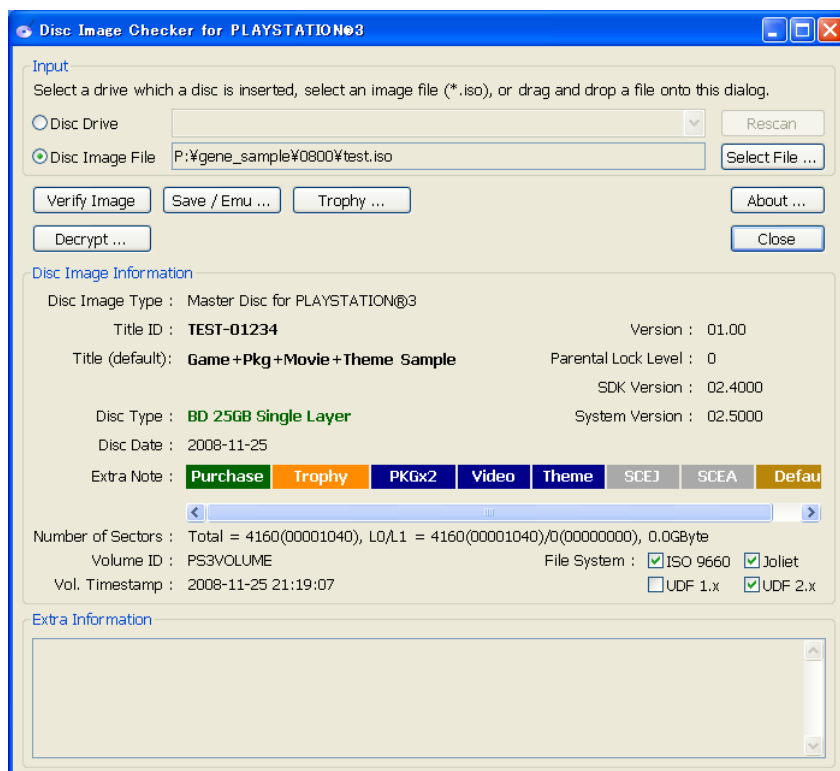 Disc Image Checker for PLAYSTATION®3
Input
Select a drive which a disc is inserted, select an image file (*.iso), or drag and drop a file onto this dialog.
Disc Drive Rescan
Disc Image File P:¥gene_sample¥0800¥test.iso Select File ...
Verify Image Save / Emu ... Trophy ... About ...
Decrypt ... Close
Disc Image Information
Disc Image Type : Master Disc for PLAYSTATION®3
Title ID : TEST-01234 Version : 01.00
Title (default): Game+Pkg+Movie+Theme Sample Parental Lock Level : 0
SDK Version : 02.4000
Disc Type : BD 25GB Single Layer System Version : 02.5000
Disc Date : 2008-11-25
Extra Note : Purchase Trophy PKGx2 Video Theme SCEJ SCEA Defau
Number of Sectors : Total = 4160(00001040), L0/L1 = 4160(00001040)/0(00000000), 0.0GByte
Volume ID : PS3VOLUME File System : ISO 9660 Joliet
Vol. Timestamp : 2008-11-25 21:19:07 UDF 1.x UDF 2.x
Extra Information